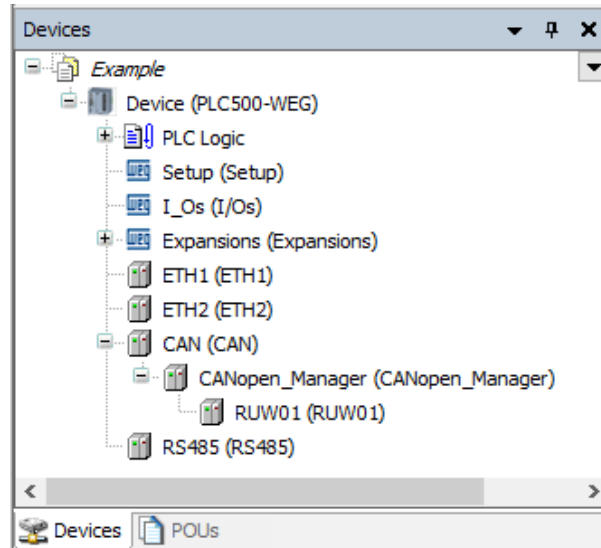 Devices
Example
Device (PLC500-WEG)
PLC Logic
Setup (Setup)
I_Os (I/Os)
Expansions (Expansions)
ETH1 (ETH1)
ETH2 (ETH2)
CAN (CAN)
CANopen_Manager (CANopen_Manager)
RUW01 (RUW01)
RS485 (RS485)
Devices POUs